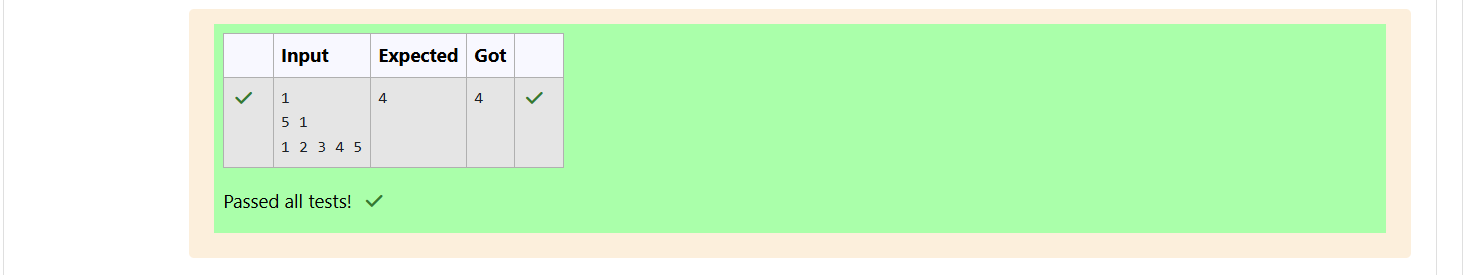 Input Expected Got
1 4 4
5 1
1 2 3 4 5
Passed all tests!